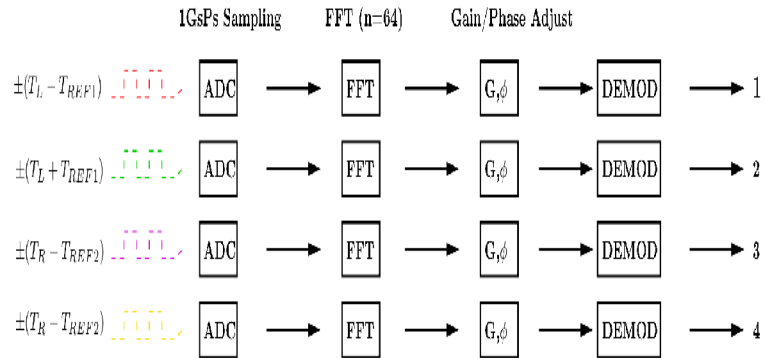 1GsPs Sampling FFT (n=64) Gain/Phase Adjust
±(T_L − T_REF1) ADC FFT G,ϕ DEMOD 1
±(T_L + T_REF1) ADC FFT G,ϕ DEMOD 2
±(T_R − T_REF2) ADC FFT G,ϕ DEMOD 3
±(T_R − T_REF2) ADC FFT G,ϕ DEMOD 4